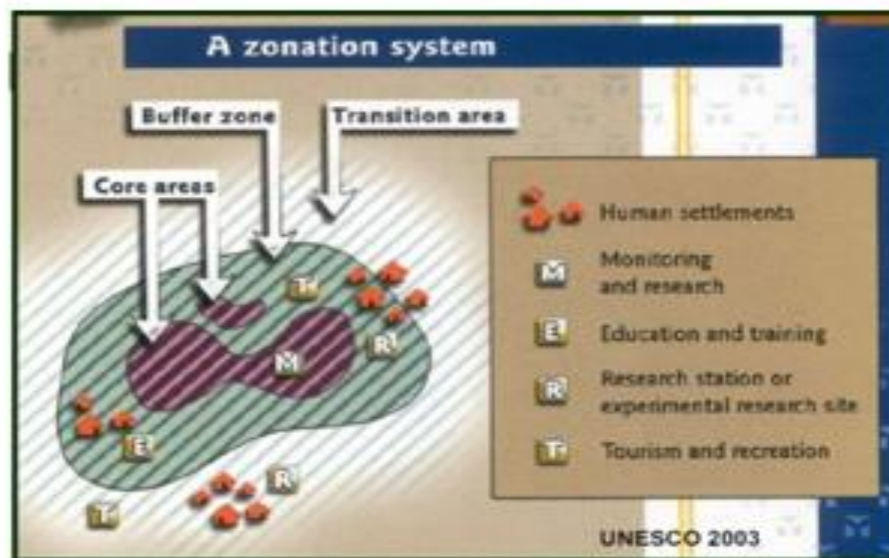 A zonation system
Buffer zone
Transition area
Core areas
Human settlements
M
Monitoring
and research
E
Education and training
R
Research station or
experimental research site
T
Tourism and recreation
T
R
M
E
R
T
UNESCO 2003